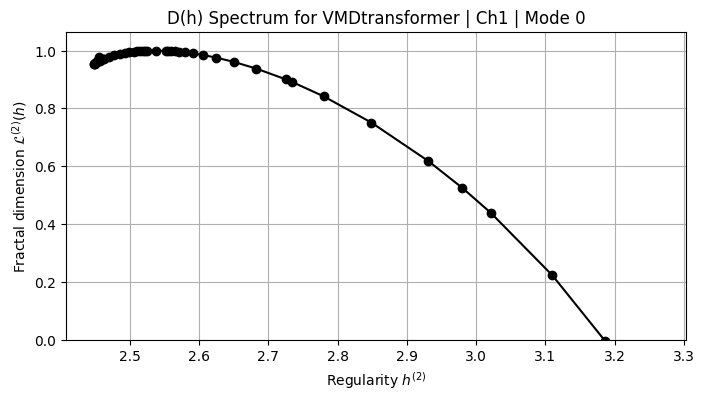 D(h) Spectrum for VMDtransformer | Ch1 | Mode 0
Fractal dimension ℒ⁽²⁾(h)
1.0
0.8
0.6
0.4
0.2
0.0
2.5 2.6 2.7 2.8 2.9 3.0 3.1 3.2 3.3
Regularity h⁽²⁾